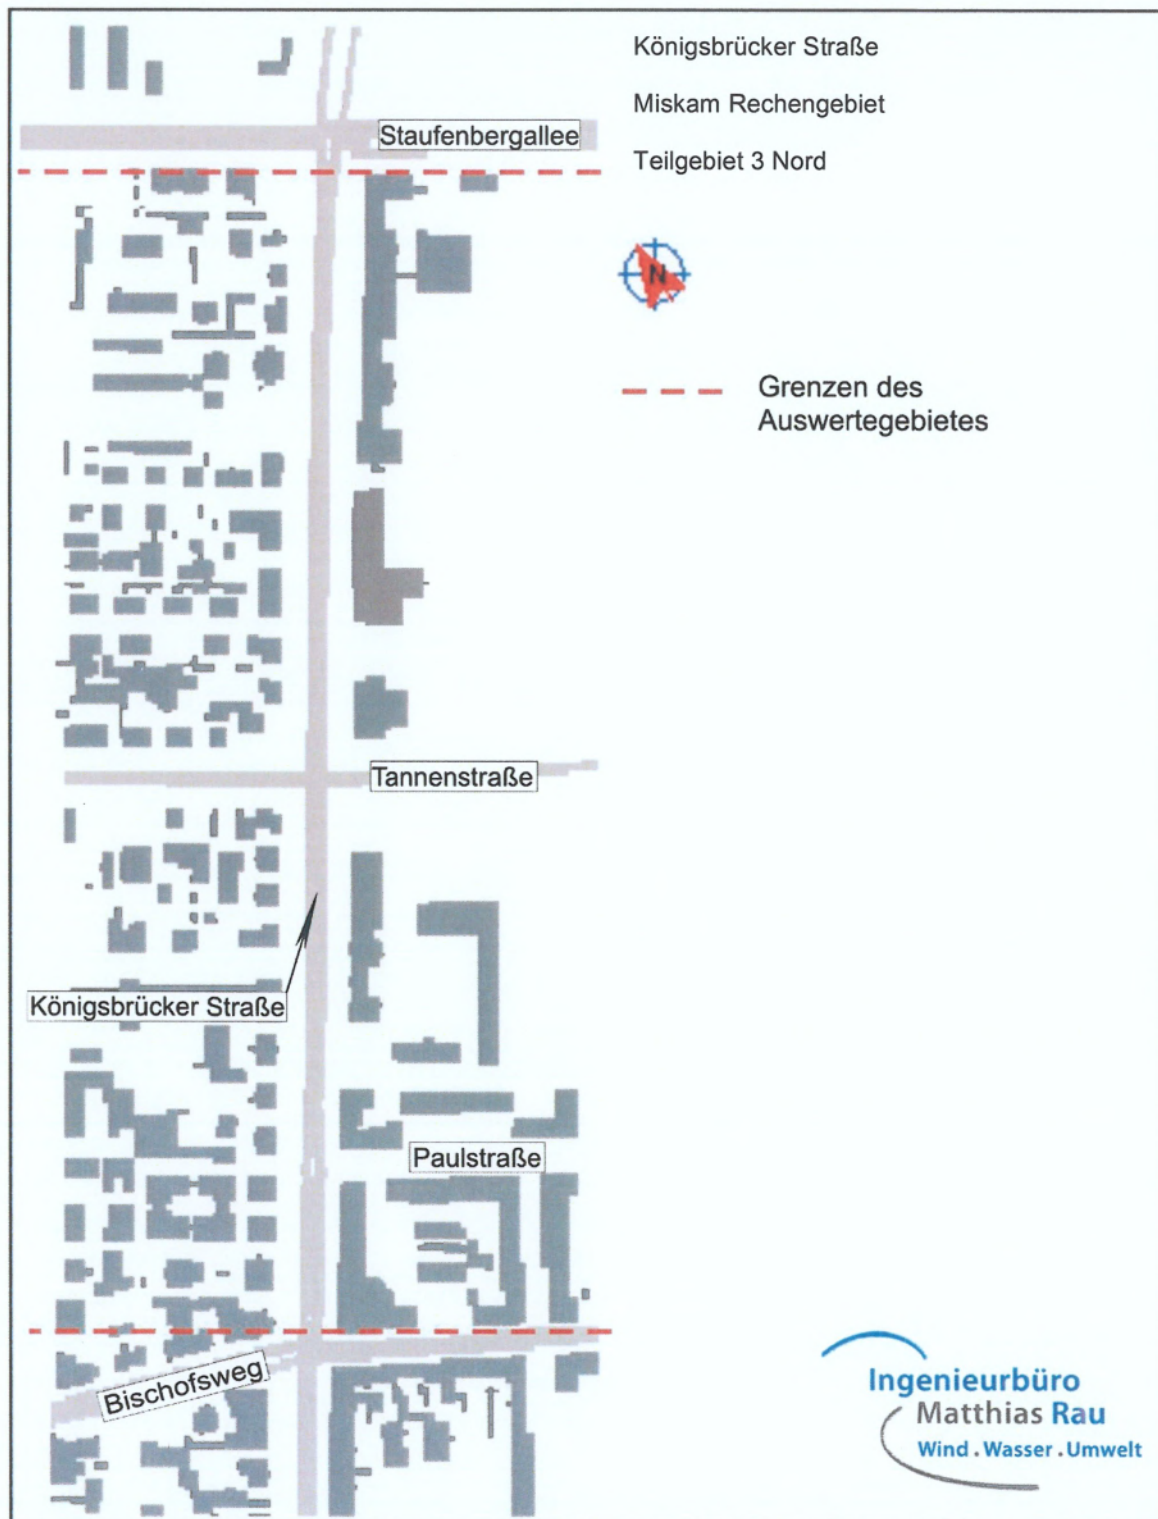 Königsbrücker Straße
Miskam Rechengebiet
Teilgebiet 3 Nord
Staufenbergallee
N
Grenzen des
Auswertegebietes
Tannenstraße
Königsbrücker Straße
Paulstraße
Bischofsweg
Ingenieurbüro
Matthias Rau
Wind . Wasser . Umwelt